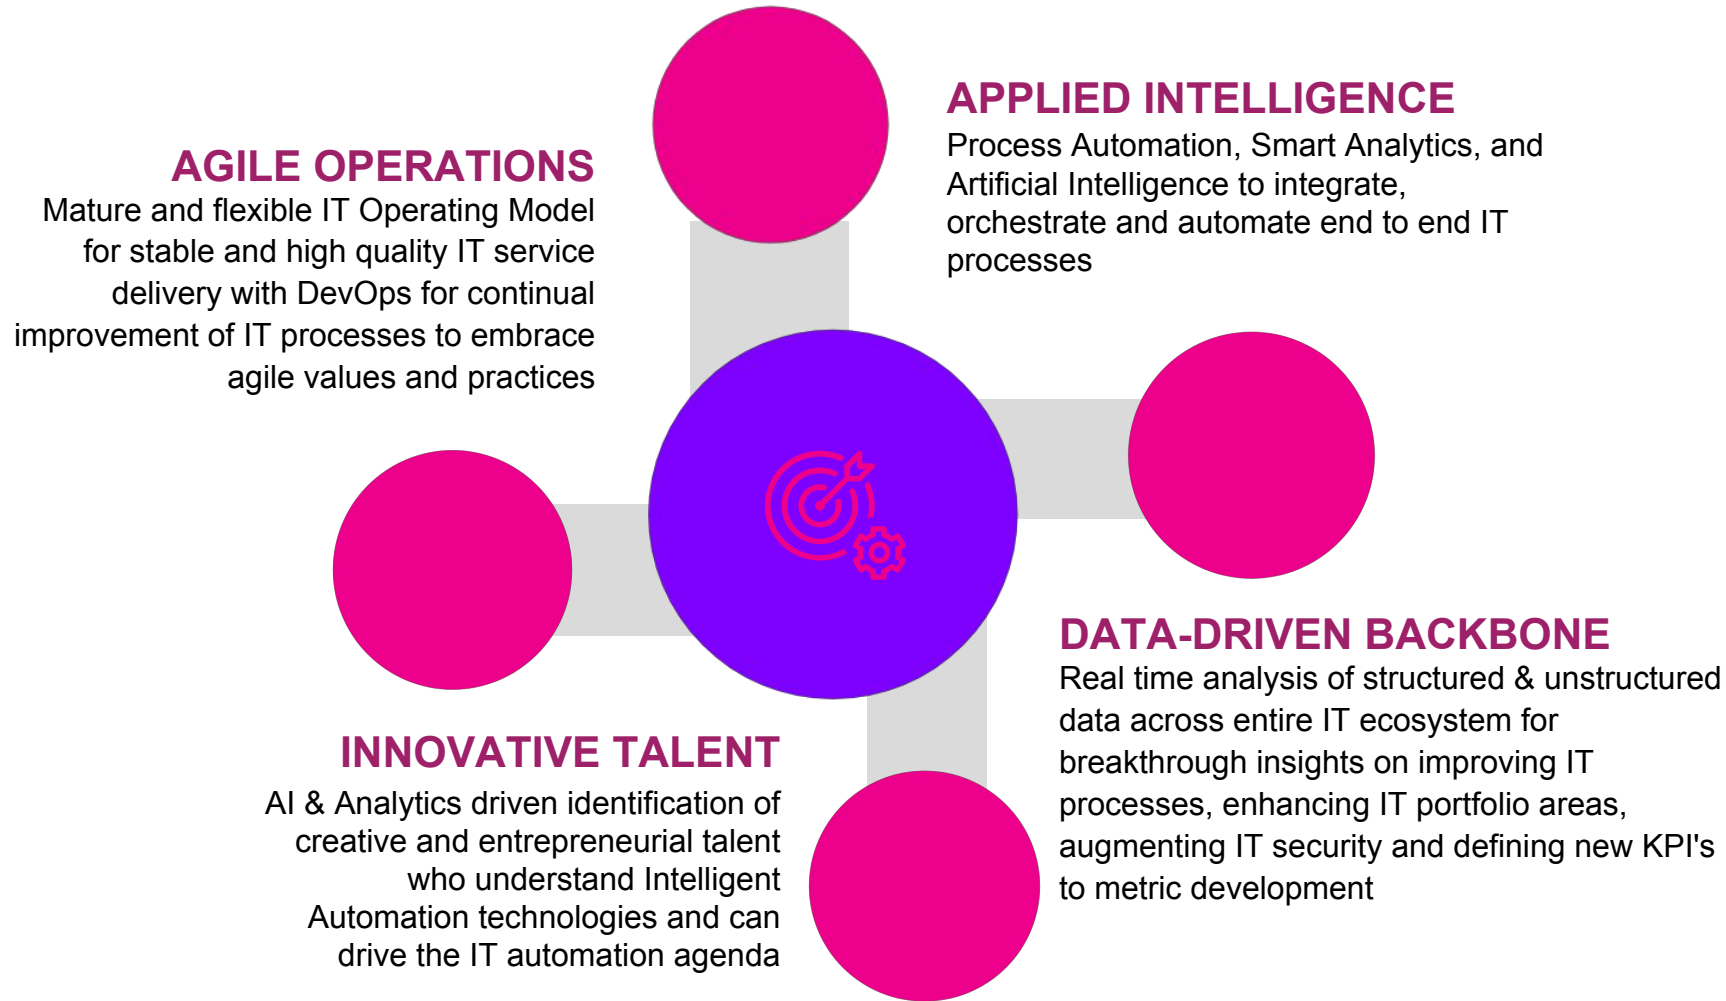 AGILE OPERATIONS
Mature and flexible IT Operating Model
for stable and high quality IT service
delivery with DevOps for continual
improvement of IT processes to embrace
agile values and practices
APPLIED INTELLIGENCE
Process Automation, Smart Analytics, and
Artificial Intelligence to integrate,
orchestrate and automate end to end IT
processes
INNOVATIVE TALENT
AI & Analytics driven identification of
creative and entrepreneurial talent
who understand Intelligent
Automation technologies and can
drive the IT automation agenda
DATA-DRIVEN BACKBONE
Real time analysis of structured & unstructured
data across entire IT ecosystem for
breakthrough insights on improving IT
processes, enhancing IT portfolio areas,
augmenting IT security and defining new KPI's
to metric development